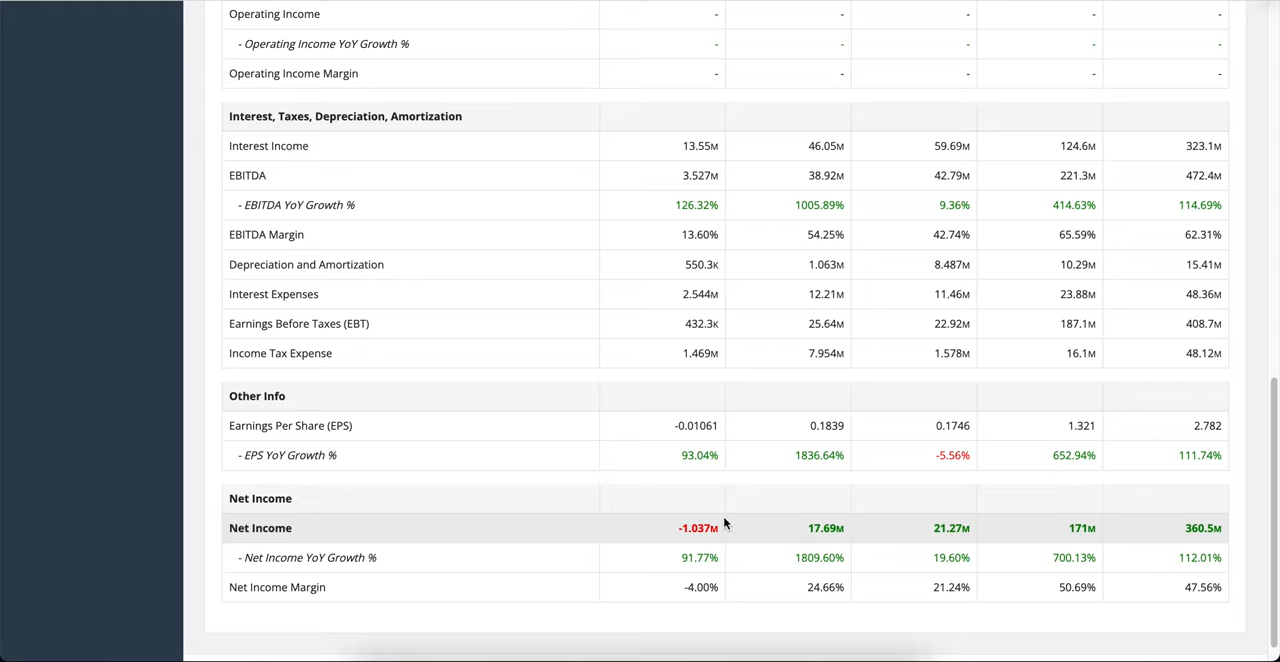 Operating Income - - - - -
- Operating Income YoY Growth % - - - - -
Operating Income Margin - - - - -
Interest, Taxes, Depreciation, Amortization
Interest Income 13.55M 46.05M 59.69M 124.6M 323.1M
EBITDA 3.527M 38.92M 42.79M 221.3M 472.4M
- EBITDA YoY Growth % 126.32% 1005.89% 9.36% 414.63% 114.69%
EBITDA Margin 13.60% 54.25% 42.74% 65.59% 62.31%
Depreciation and Amortization 550.3K 1.063M 8.487M 10.29M 15.41M
Interest Expenses 2.544M 12.21M 11.46M 23.88M 48.36M
Earnings Before Taxes (EBT) 432.3K 25.64M 22.92M 187.1M 408.7M
Income Tax Expense 1.469M 7.954M 1.578M 16.1M 48.12M
Other Info
Earnings Per Share (EPS) -0.01061 0.1839 0.1746 1.321 2.782
- EPS YoY Growth % 93.04% 1836.64% -5.56% 652.94% 111.74%
Net Income
Net Income -1.037M 17.69M 21.27M 171M 360.5M
- Net Income YoY Growth % 91.77% 1809.60% 19.60% 700.13% 112.01%
Net Income Margin -4.00% 24.66% 21.24% 50.69% 47.56%